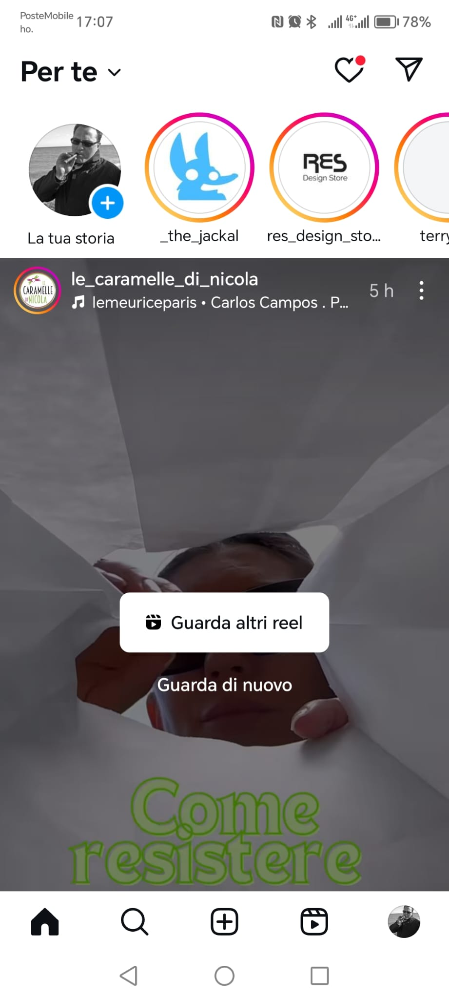 PosteMobile
ho.
17:07
4G+
78%
Per te
RES
Design Store
La tua storia
_the_jackal
res_design_sto...
terry
LE
CARAMELLE
DI NICOLA
le_caramelle_di_nicola
lemeuriceparis • Carlos Campos . P...
5 h
Guarda altri reel
Guarda di nuovo
Come
resistere